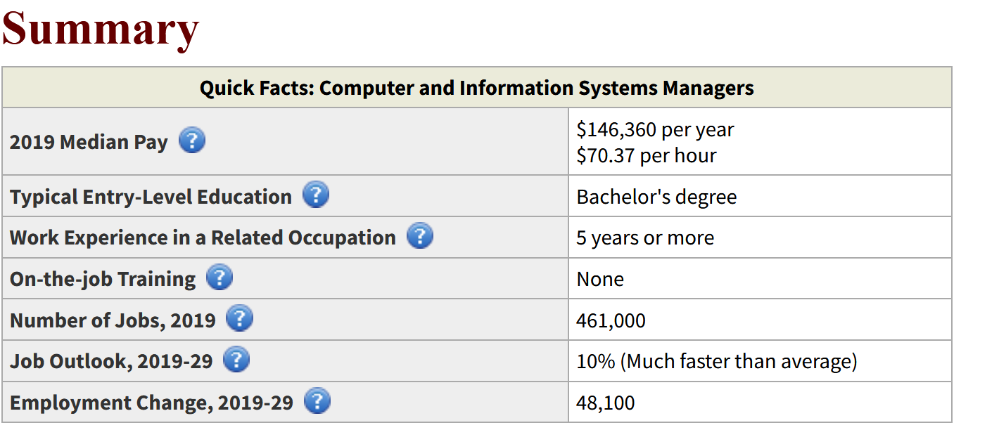 Summary
Quick Facts: Computer and Information Systems Managers
2019 Median Pay ?
$146,360 per year
$70.37 per hour
Typical Entry-Level Education ?
Bachelor's degree
Work Experience in a Related Occupation ?
5 years or more
On-the-job Training ?
None
Number of Jobs, 2019 ?
461,000
Job Outlook, 2019-29 ?
10% (Much faster than average)
Employment Change, 2019-29 ?
48,100